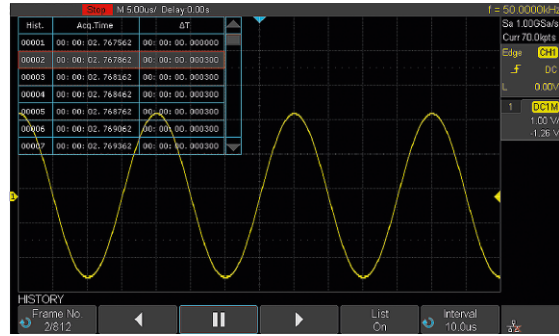 Stop M 5.00us/ Delay:0.00s f = 50.0000kHz
Sa 1.00GSa/s
Curr 70.0kpts
Edge CH1
DC
L 0.00V
1 DC1M
1.00 V/
-1.26 V
Hist. Acq.Time ΔT
00001 00: 00: 02. 767562 00: 00: 00. 000000
00002 00: 00: 02. 767862 00: 00: 00. 000300
00003 00: 00: 02. 768162 00: 00: 00. 000300
00004 00: 00: 02. 768462 00: 00: 00. 000300
00005 00: 00: 02. 768762 00: 00: 00. 000300
00006 00: 00: 02. 769062 00: 00: 00. 000300
00007 00: 00: 02. 769362 00: 00: 00. 000300
1
HISTORY
Frame No. List Interval
2/812 On 10.0us